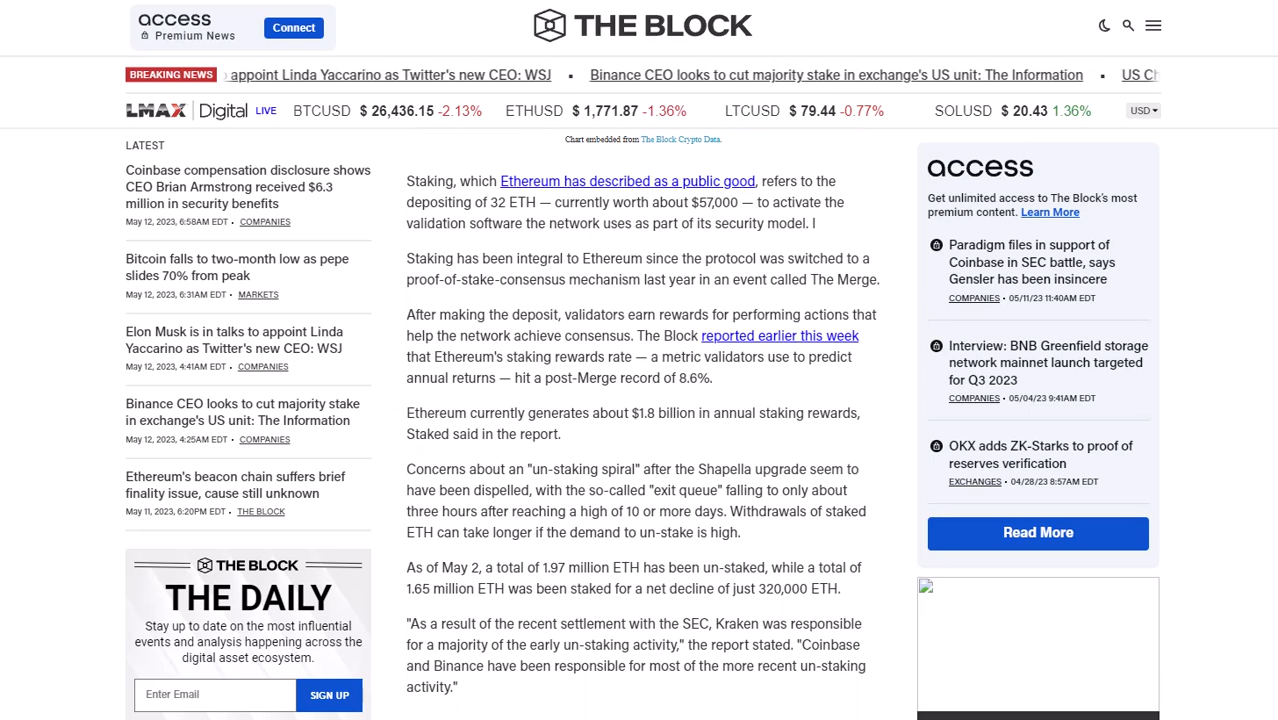 access
Premium News
Connect
THE BLOCK
BREAKING NEWS
appoint Linda Yaccarino as Twitter's new CEO: WSJ
▪ Binance CEO looks to cut majority stake in exchange's US unit: The Information
▪ US
LMAX Digital LIVE
BTCUSD $ 26,436.15 -2.13%
ETHUSD $ 1,771.87 -1.36%
LTCUSD $ 79.44 -0.77%
SOLUSD $ 20.43 1.36%
USD
LATEST
Coinbase compensation disclosure shows
CEO Brian Armstrong received $6.3
million in security benefits
May 12, 2023, 6:58AM EDT • COMPANIES
Bitcoin falls to two-month low as pepe
slides 70% from peak
May 12, 2023, 6:31AM EDT • MARKETS
Elon Musk is in talks to appoint Linda
Yaccarino as Twitter's new CEO: WSJ
May 12, 2023, 4:41AM EDT • COMPANIES
Binance CEO looks to cut majority stake
in exchange's US unit: The Information
May 12, 2023, 4:25AM EDT • COMPANIES
Ethereum's beacon chain suffers brief
finality issue, cause still unknown
May 11, 2023, 6:20PM EDT • THE BLOCK
THE BLOCK
THE DAILY
Stay up to date on the most influential
events and analysis happening across the
digital asset ecosystem.
Enter Email
SIGN UP
Chart embedded from The Block Crypto Data.
Staking, which Ethereum has described as a public good, refers to the
depositing of 32 ETH — currently worth about $57,000 — to activate the
validation software the network uses as part of its security model. I
Staking has been integral to Ethereum since the protocol was switched to a
proof-of-stake-consensus mechanism last year in an event called The Merge.
After making the deposit, validators earn rewards for performing actions that
help the network achieve consensus. The Block reported earlier this week
that Ethereum's staking rewards rate — a metric validators use to predict
annual returns — hit a post-Merge record of 8.6%.
Ethereum currently generates about $1.8 billion in annual staking rewards,
Staked said in the report.
Concerns about an "un-staking spiral" after the Shapella upgrade seem to
have been dispelled, with the so-called "exit queue" falling to only about
three hours after reaching a high of 10 or more days. Withdrawals of staked
ETH can take longer if the demand to un-stake is high.
As of May 2, a total of 1.97 million ETH has been un-staked, while a total of
1.65 million ETH was been staked for a net decline of just 320,000 ETH.
"As a result of the recent settlement with the SEC, Kraken was responsible
for a majority of the early un-staking activity," the report stated. "Coinbase
and Binance have been responsible for most of the more recent un-staking
activity."
access
Get unlimited access to The Block's most
premium content. Learn More
Paradigm files in support of
Coinbase in SEC battle, says
Gensler has been insincere
COMPANIES • 05/11/23 11:40AM EDT
Interview: BNB Greenfield storage
network mainnet launch targeted
for Q3 2023
COMPANIES • 05/04/23 9:41AM EDT
OKX adds ZK-Starks to proof of
reserves verification
EXCHANGES • 04/28/23 8:57AM EDT
Read More